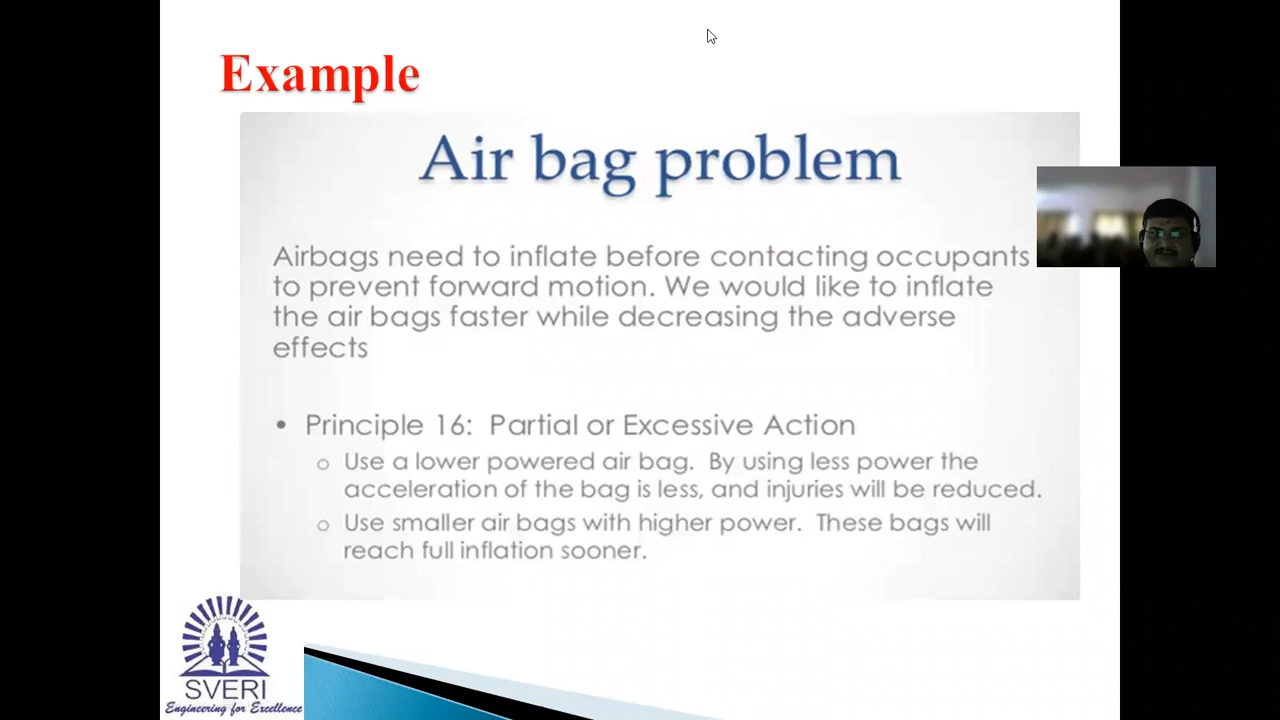 Example
Air bag problem
Airbags need to inflate before contacting occupants
to prevent forward motion. We would like to inflate
the air bags faster while decreasing the adverse
effects
• Principle 16: Partial or Excessive Action
o Use a lower powered air bag. By using less power the
acceleration of the bag is less, and injuries will be reduced.
o Use smaller air bags with higher power. These bags will
reach full inflation sooner.
SVERI
Engineering for Excellence